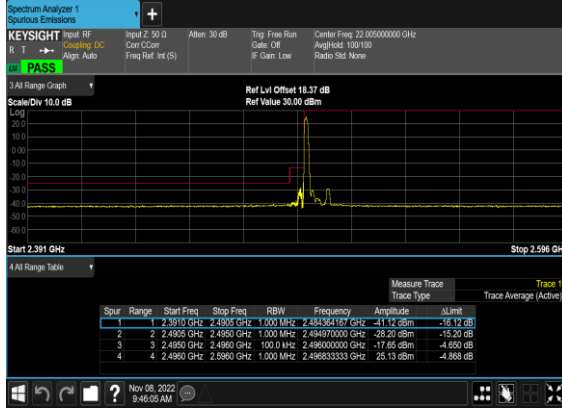 Spectrum Analyzer 1
Spurious Emissions
KEYSIGHT Input: RF Input Z: 50 Ω Atten: 30 dB Trig: Free Run Center Freq: 22.005000000 GHz
R T Coupling: DC Corr CCorr Gate: Off Avg|Hold: 100/100
Align: Auto Freq Ref: Int (S) IF Gain: Low Radio Std: None
PASS
3 All Range Graph
Ref Lvl Offset 18.37 dB
Scale/Div 10.0 dB Ref Value 30.00 dBm
Log
20.0
10.0
0.00
-10.0
-20.0
-30.0
-40.0
-50.0
-60.0
Start 2.391 GHz Stop 2.596 GH
4 All Range Table
Measure Trace Trace 1
Trace Type Trace Average (Active)
Spur Range Start Freq Stop Freq RBW Frequency Amplitude ΔLimit
1 1 2.3910 GHz 2.4905 GHz 1.000 MHz 2.484364167 GHz -41.12 dBm -16.12 dB
2 2 2.4905 GHz 2.4950 GHz 1.000 MHz 2.494970000 GHz -28.20 dBm -15.20 dB
3 3 2.4950 GHz 2.4960 GHz 100.0 kHz 2.496000000 GHz -17.65 dBm -4.650 dB
4 4 2.4960 GHz 2.5960 GHz 1.000 MHz 2.496833333 GHz 25.13 dBm -4.868 dB
Nov 08, 2022
9:46:05 AM